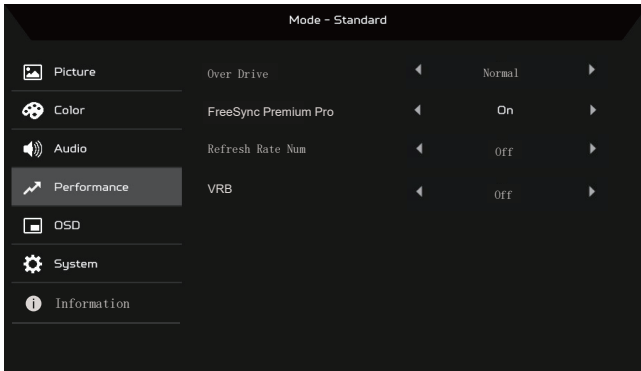 Mode - Standard
Picture
Over Drive Normal
Color
FreeSync Premium Pro On
Audio
Refresh Rate Num Off
Performance
VRB Off
OSD
System
Information